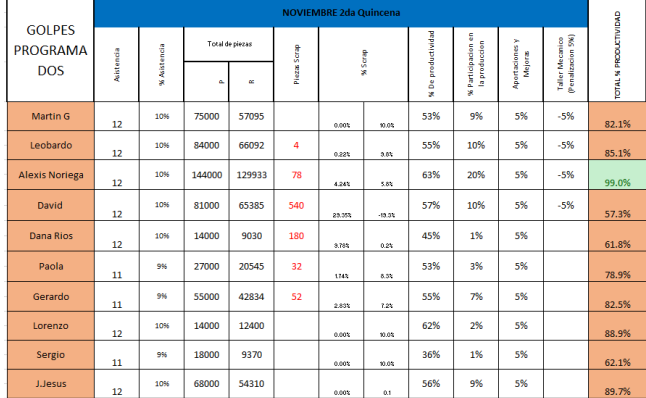 NOVIEMBRE 2da Quincena
GOLPES PROGRAMA DOS
Asistencia
% Asistencia
Total de piezas
P
R
Piezas Scrap
% Scrap
% De productividad
% Participacion en la produccion
Aportaciones y Mejoras
Taller Mecanico (Penalizacion 5%)
TOTAL % PRODUCTIVIDAD
Martin G 12 10% 75000 57095 0.00% 10.0% 53% 9% 5% -5% 82.1%
Leobardo 12 10% 84000 66092 4 0.22% 9.8% 55% 10% 5% -5% 85.1%
Alexis Noriega 12 10% 144000 129933 78 4.24% 5.8% 63% 20% 5% -5% 99.0%
David 12 10% 81000 65385 540 29.35% -19.3% 57% 10% 5% -5% 57.3%
Dana Rios 12 10% 14000 9030 180 9.78% 0.2% 45% 1% 5% 61.8%
Paola 11 9% 27000 20545 32 1.74% 8.3% 53% 3% 5% 78.9%
Gerardo 11 9% 55000 42834 52 2.83% 7.2% 55% 7% 5% 82.5%
Lorenzo 12 10% 14000 12400 0.00% 10.0% 62% 2% 5% 88.9%
Sergio 11 9% 18000 9370 0.00% 10.0% 36% 1% 5% 62.1%
J.Jesus 12 10% 68000 54310 0.00% 0.1 56% 9% 5% 89.7%